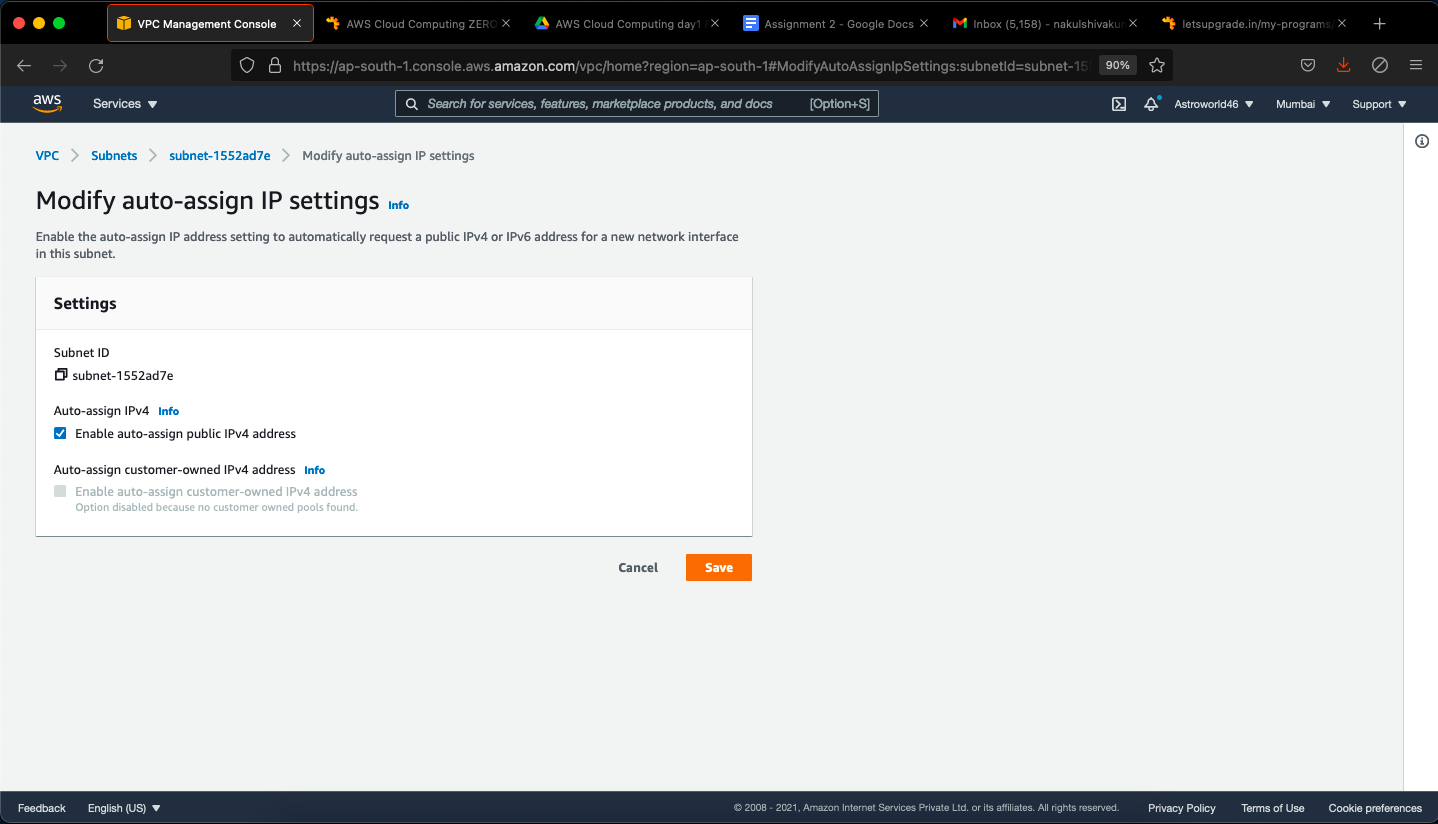 VPC Management Console
AWS Cloud Computing ZERO
AWS Cloud Computing day1
Assignment 2 - Google Docs
Inbox (5,158) - nakulshivakum
letsupgrade.in/my-programs
https://ap-south-1.console.aws.amazon.com/vpc/home?region=ap-south-1#ModifyAutoAssignIpSettings:subnetId=subnet-15
90%
aws
Services
Search for services, features, marketplace products, and docs
[Option+S]
Astroworld46
Mumbai
Support
VPC
Subnets
subnet-1552ad7e
Modify auto-assign IP settings
Modify auto-assign IP settings Info
Enable the auto-assign IP address setting to automatically request a public IPv4 or IPv6 address for a new network interface
in this subnet.
Settings
Subnet ID
subnet-1552ad7e
Auto-assign IPv4 Info
Enable auto-assign public IPv4 address
Auto-assign customer-owned IPv4 address Info
Enable auto-assign customer-owned IPv4 address
Option disabled because no customer owned pools found.
Cancel
Save
Feedback
English (US)
© 2008 - 2021, Amazon Internet Services Private Ltd. or its affiliates. All rights reserved.
Privacy Policy
Terms of Use
Cookie preferences